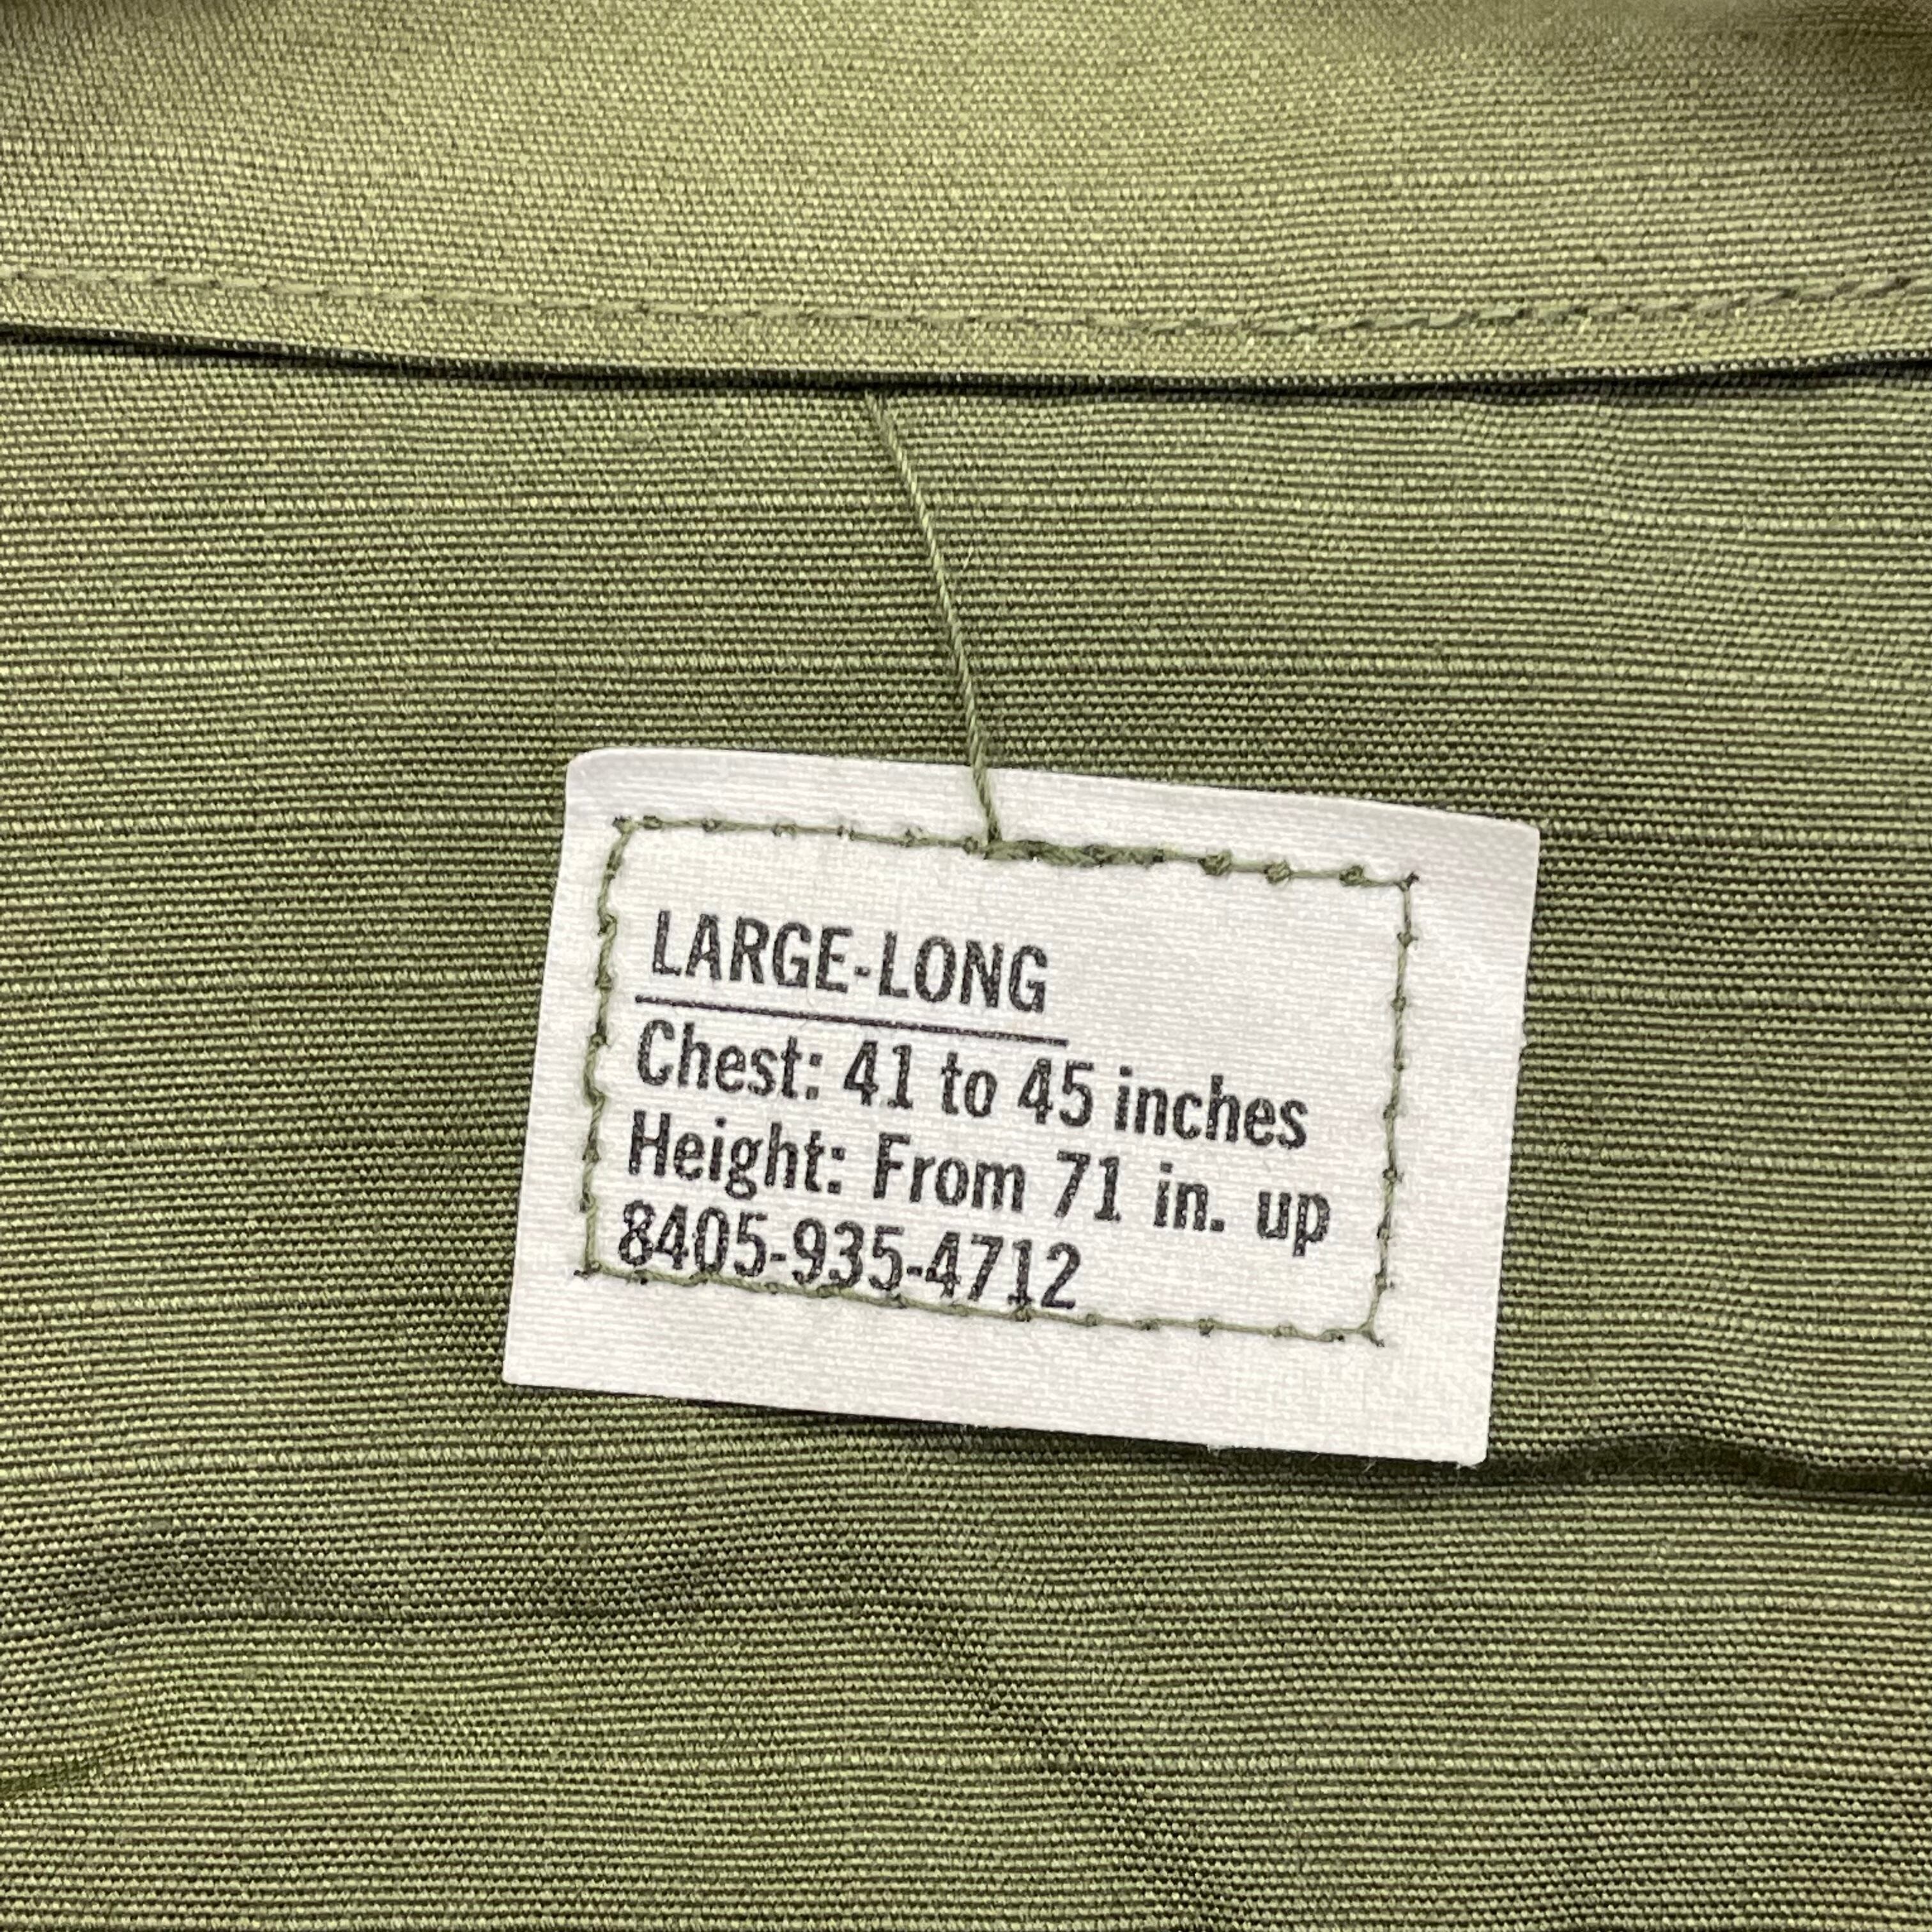 LARGE-LONG
Chest: 41 to 45 inches
Height: From 71 in. up
8405-935-4712